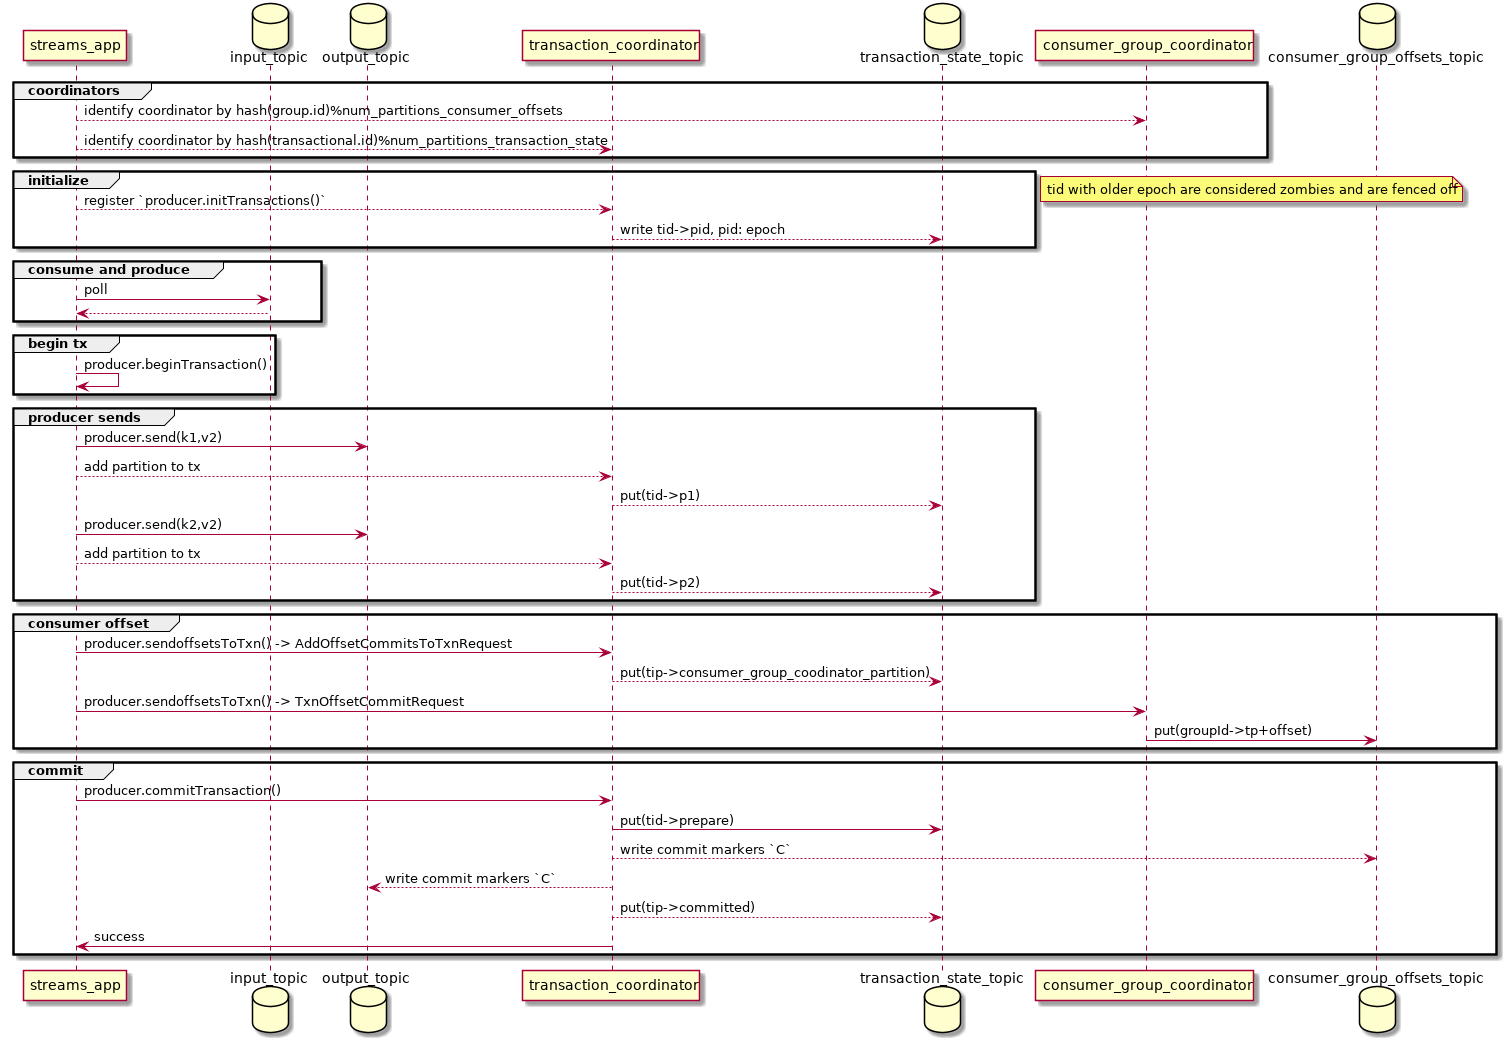 streams_app
input_topic
output_topic
transaction_coordinator
transaction_state_topic
consumer_group_coordinator
consumer_group_offsets_topic
coordinators
identify coordinator by hash(group.id)%num_partitions_consumer_offsets
identify coordinator by hash(transactional.id)%num_partitions_transaction_state
initialize
tid with older epoch are considered zombies and are fenced off
register `producer.initTransactions()`
write tid->pid, pid: epoch
consume and produce
poll
begin tx
producer.beginTransaction()
producer sends
producer.send(k1,v2)
add partition to tx
put(tid->p1)
producer.send(k2,v2)
add partition to tx
put(tid->p2)
consumer offset
producer.sendoffsetsToTxn() -> AddOffsetCommitsToTxnRequest
put(tip->consumer_group_coodinator_partition)
producer.sendoffsetsToTxn() -> TxnOffsetCommitRequest
put(groupId->tp+offset)
commit
producer.commitTransaction()
put(tid->prepare)
write commit markers `C`
write commit markers `C`
put(tip->committed)
success
streams_app
input_topic
output_topic
transaction_coordinator
transaction_state_topic
consumer_group_coordinator
consumer_group_offsets_topic